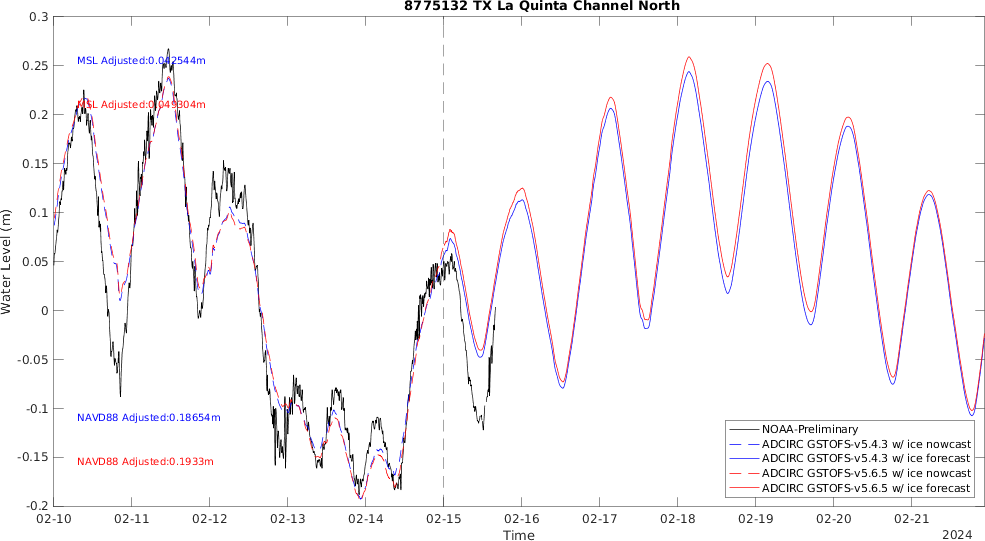 8775132 TX La Quinta Channel North
0.3
0.25
0.2
0.15
0.1
0.05
0
-0.05
-0.1
-0.15
-0.2
Water Level (m)
MSL Adjusted:0.042544m
MSL Adjusted:0.049304m
NAVD88 Adjusted:0.18654m
NAVD88 Adjusted:0.1933m
NOAA-Preliminary
ADCIRC GSTOFS-v5.4.3 w/ ice nowcast
ADCIRC GSTOFS-v5.4.3 w/ ice forecast
ADCIRC GSTOFS-v5.6.5 w/ ice nowcast
ADCIRC GSTOFS-v5.6.5 w/ ice forecast
02-10 02-11 02-12 02-13 02-14 02-15 02-16 02-17 02-18 02-19 02-20 02-21
Time
2024